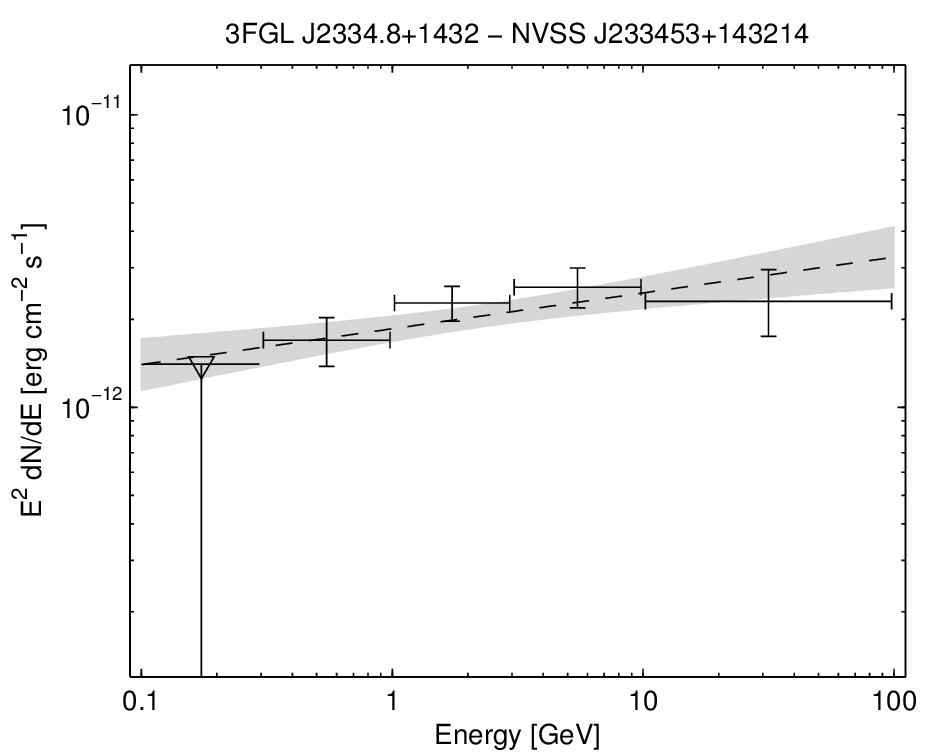 3FGL J2334.8+1432 − NVSS J233453+143214
10⁻¹¹
10⁻¹²
E² dN/dE [erg cm⁻² s⁻¹]
0.1 1 10 100
Energy [GeV]